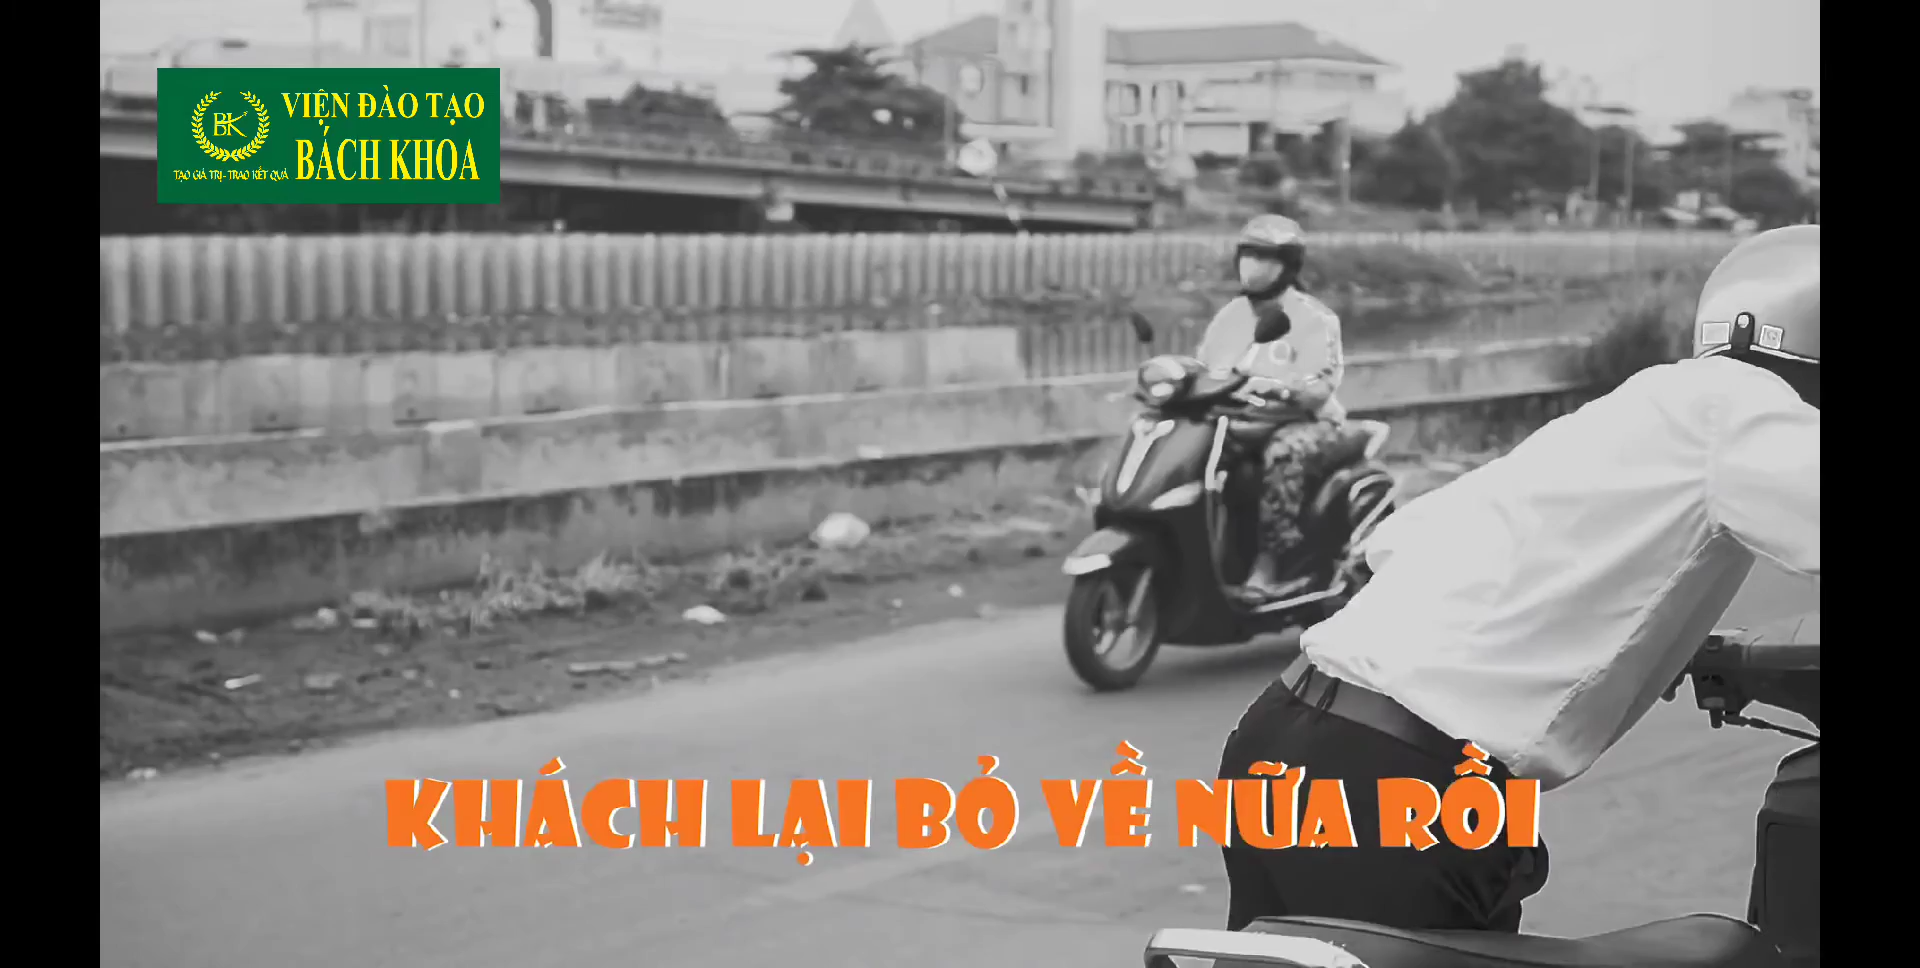 VIỆN ĐÀO TẠO
BÁCH KHOA
BK
TẠO GIÁ TRỊ - TRAO KẾT QUẢ
KHÁCH LẠI BỎ VỀ NỮA RỒI